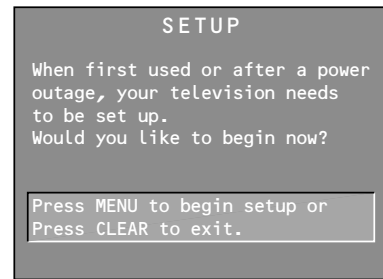 SETUP
When first used or after a power
outage, your television needs
to be set up.
Would you like to begin now?
Press MENU to begin setup or
Press CLEAR to exit.